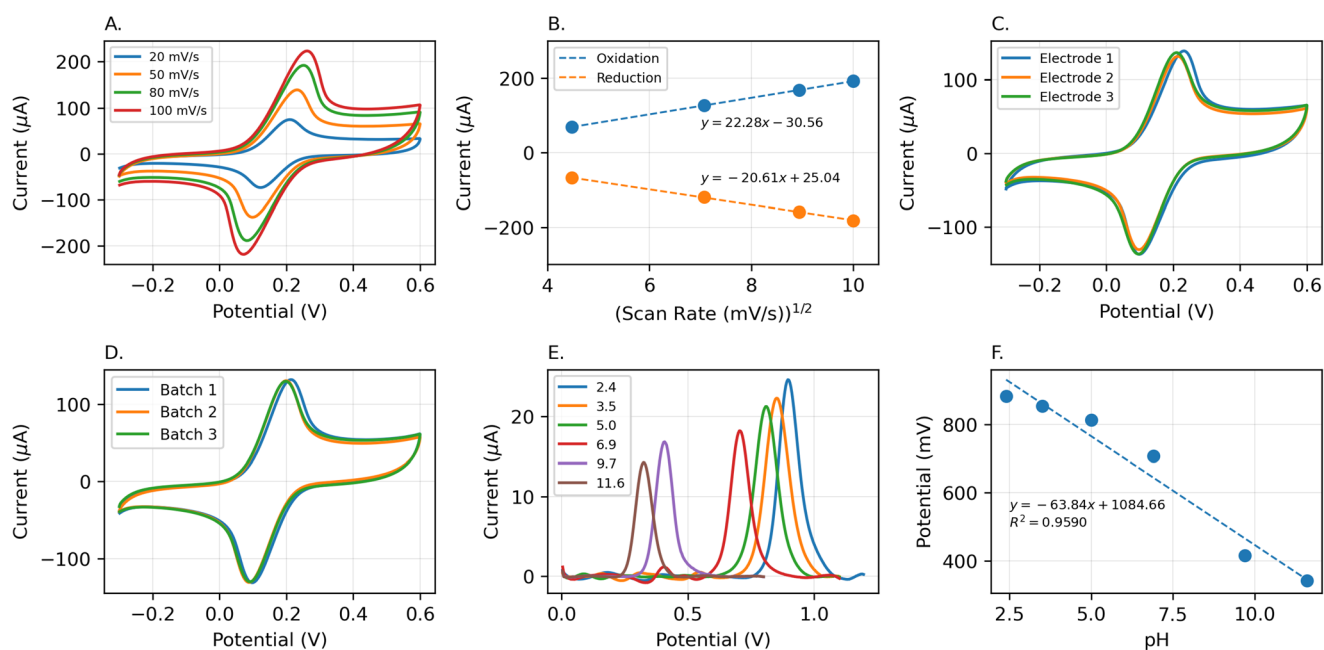 A.
20 mV/s
50 mV/s
80 mV/s
100 mV/s
200
100
0
−100
−200
Current (μA)
−0.2
0.0
0.2
0.4
0.6
Potential (V)
B.
Oxidation
Reduction
200
0
−200
Current (μA)
y = 22.28x − 30.56
y = − 20.61x + 25.04
4
6
8
10
(Scan Rate (mV/s))^{1/2}
C.
Electrode 1
Electrode 2
Electrode 3
100
0
−100
Current (μA)
−0.2
0.0
0.2
0.4
0.6
Potential (V)
D.
Batch 1
Batch 2
Batch 3
100
0
−100
Current (μA)
−0.2
0.0
0.2
0.4
0.6
Potential (V)
E.
2.4
3.5
5.0
6.9
9.7
11.6
20
10
0
Current (μA)
0.0
0.5
1.0
Potential (V)
F.
800
600
400
Potential (mV)
y = − 63.84x + 1084.66
R² = 0.9590
2.5
5.0
7.5
10.0
pH